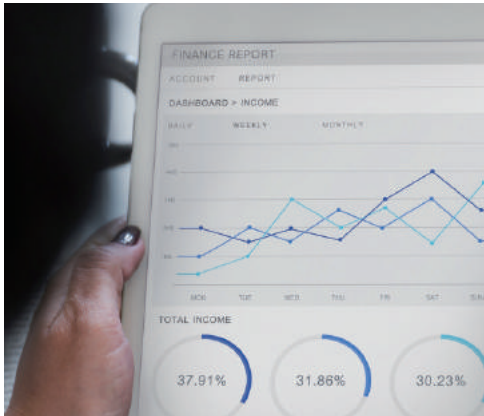 FINANCE REPORT
ACCOUNT REPORT
DASHBOARD > INCOME
DAILY WEEKLY MONTHLY
MON TUE WED THU FRI SAT SUN
TOTAL INCOME
37.91% 31.86% 30.23%